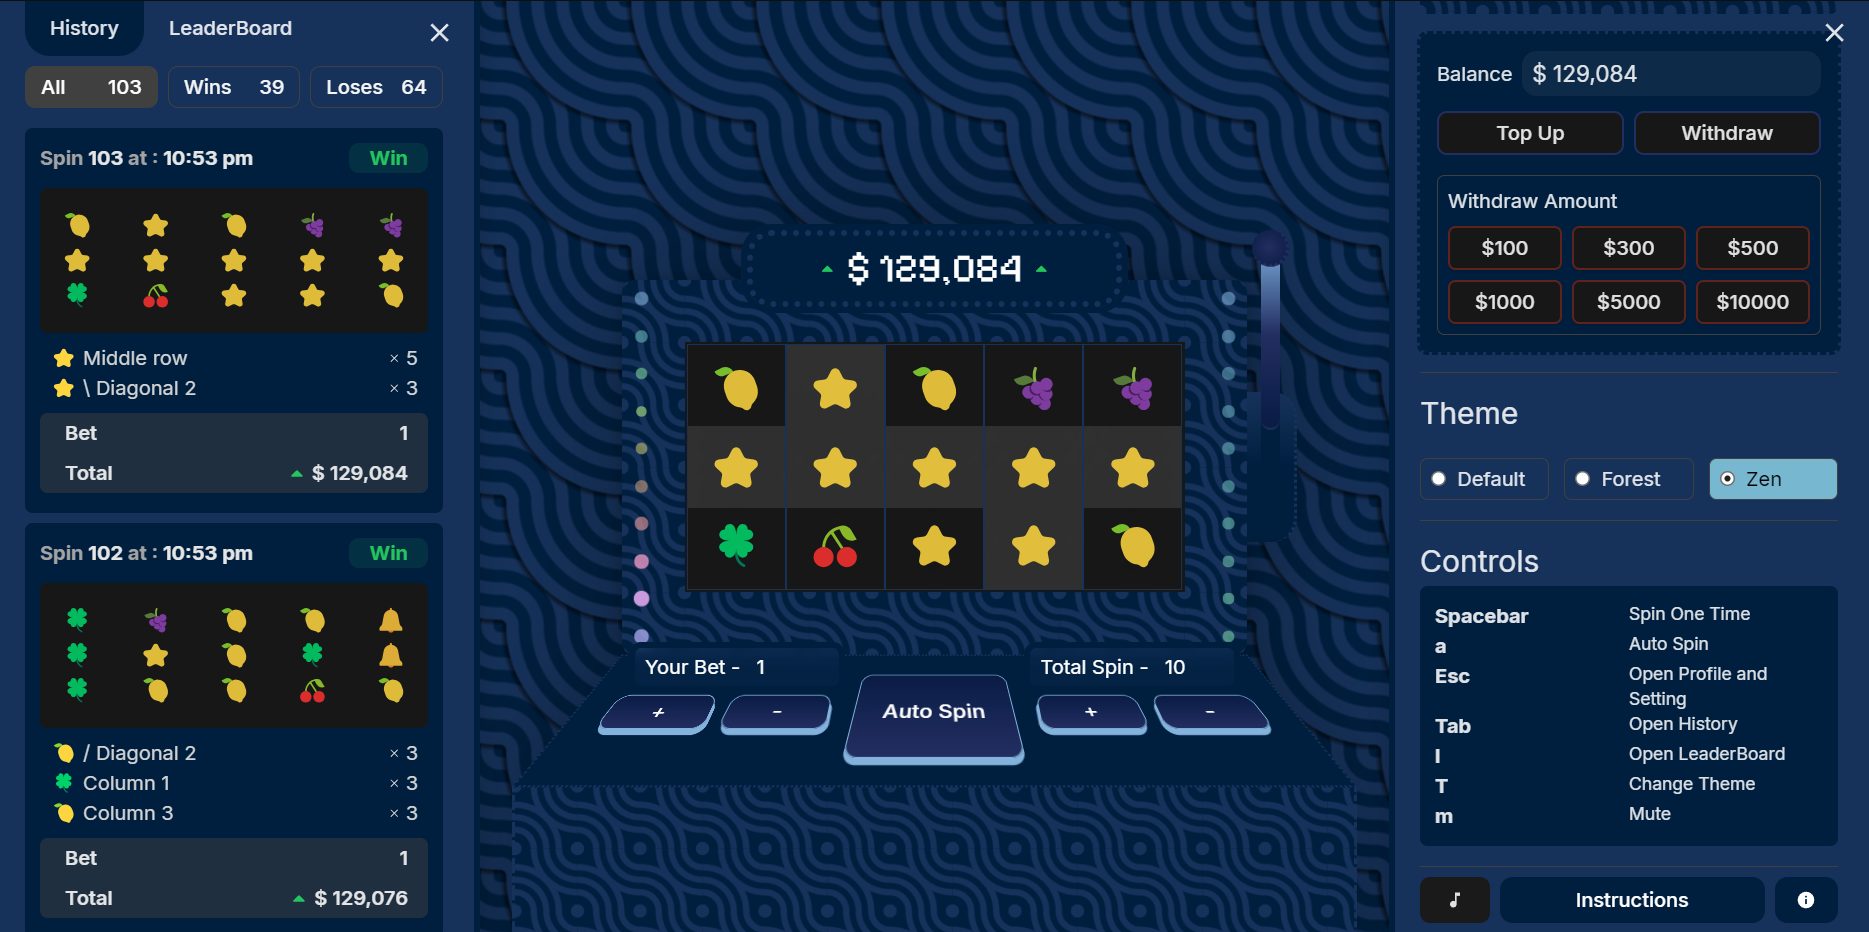 History LeaderBoard
All 103 Wins 39 Loses 64
Spin 103 at : 10:53 pm Win
Middle row × 5
\ Diagonal 2 × 3
Bet 1
Total $ 129,084
Spin 102 at : 10:53 pm Win
/ Diagonal 2 × 3
Column 1 × 3
Column 3 × 3
Bet 1
Total $ 129,076
$ 129,084
Your Bet - 1
Total Spin - 10
+ -
Auto Spin
+ -
Balance $ 129,084
Top Up Withdraw
Withdraw Amount
$100 $300 $500
$1000 $5000 $10000
Theme
Default Forest Zen
Controls
Spacebar Spin One Time
a Auto Spin
Esc Open Profile and
Setting
Tab Open History
l Open LeaderBoard
T Change Theme
m Mute
Instructions